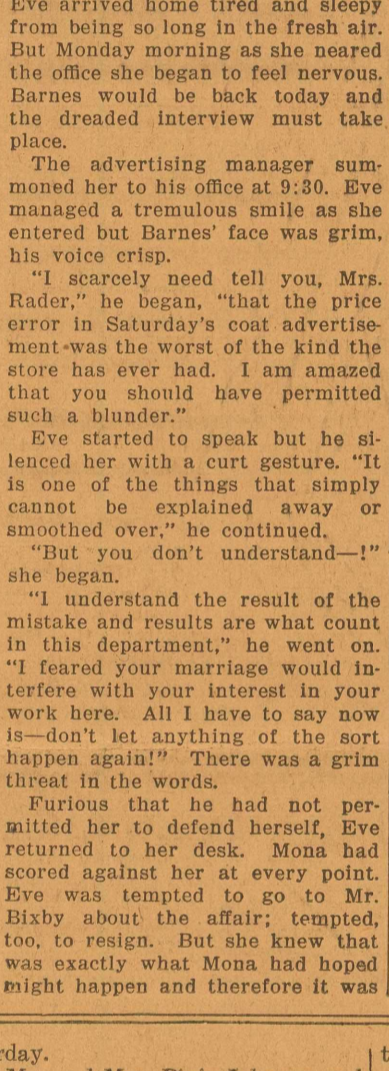 Eve arrived home tired and sleepy
from being so long in the fresh air.
But Monday morning as she neared
the office she began to feel nervous.
Barnes would be back today and
the dreaded interview must take
place.
The advertising manager sum-
moned her to his office at 9:30. Eve
managed a tremulous smile as she
entered but Barnes' face was grim,
his voice crisp.
"I scarcely need tell you, Mrs.
Rader," he began, "that the price
error in Saturday's coat advertise-
ment was the worst of the kind the
store has ever had. I am amazed
that you should have permitted
such a blunder."
Eve started to speak but he si-
lenced her with a curt gesture. "It
is one of the things that simply
cannot be explained away or
smoothed over," he continued.
"But you don't understand—!"
she began.
"I understand the result of the
mistake and results are what count
in this department," he went on.
"I feared your marriage would in-
terfere with your interest in your
work here. All I have to say now
is—don't let anything of the sort
happen again!" There was a grim
threat in the words.
Furious that he had not per-
mitted her to defend herself, Eve
returned to her desk. Mona had
scored against her at every point.
Eve was tempted to go to Mr.
Bixby about the affair; tempted,
too, to resign. But she knew that
was exactly what Mona had hoped
might happen and therefore it was
rday.
t